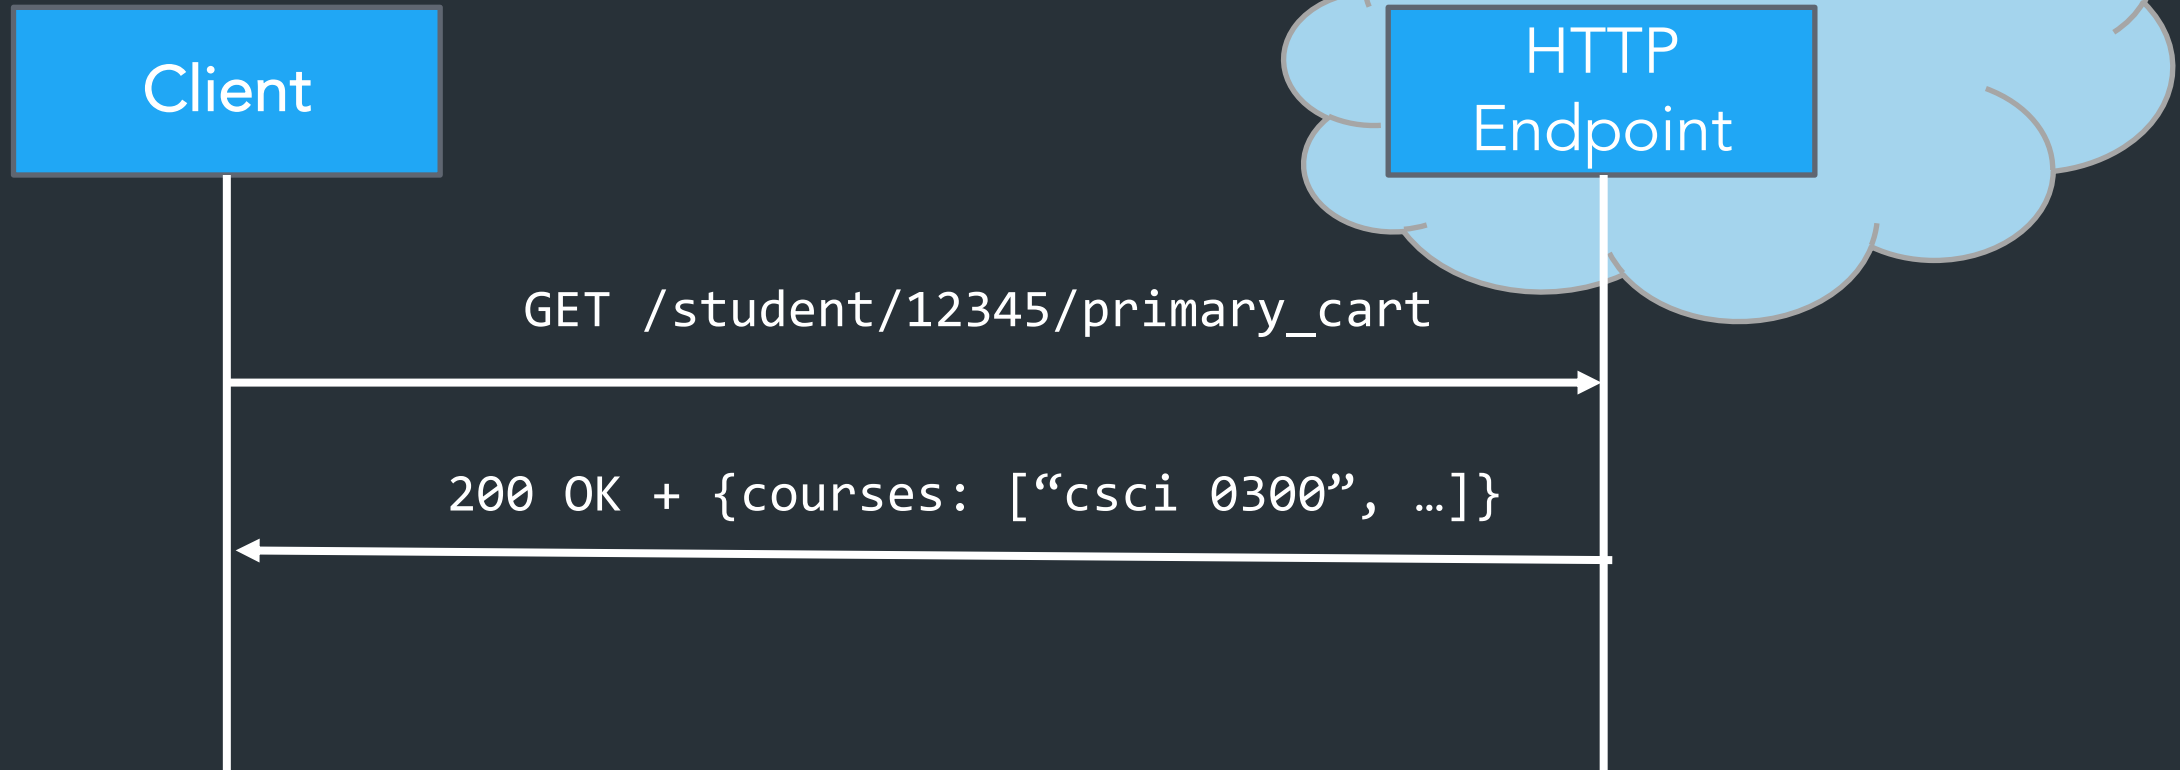 Client
HTTP
Endpoint
GET /student/12345/primary_cart
200 OK + {courses: [“csci 0300”, …]}